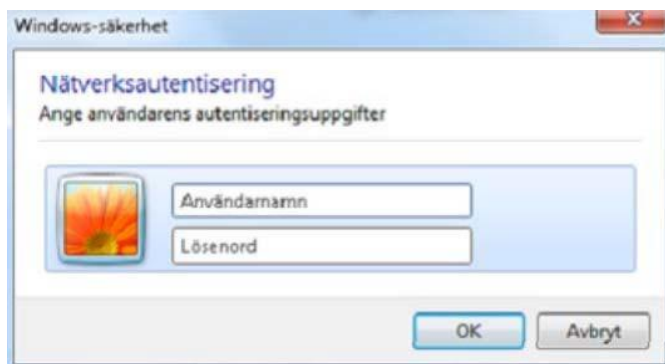 Windows-säkerhet
Nätverksautentisering
Ange användarens autentiseringsuppgifter
Användarnamn
Lösenord
OK
Avbryt